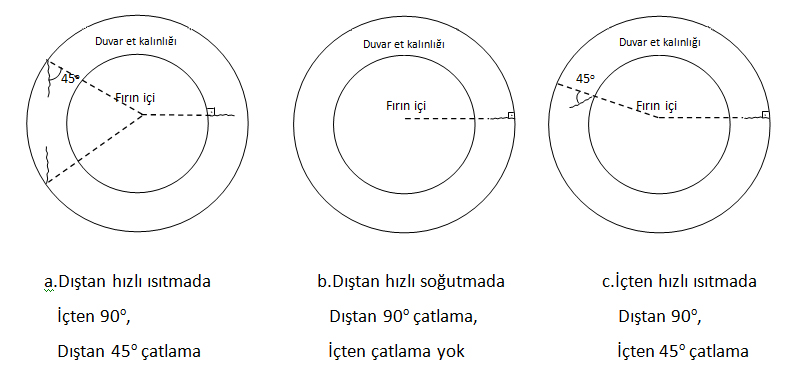 Duvar et kalınlığı
45°
Fırın içi
Duvar et kalınlığı
Fırın içi
Duvar et kalınlığı
45°
Fırın içi
a.Dıştan hızlı ısıtmada
İçten 90°,
Dıştan 45° çatlama
b.Dıştan hızlı soğutmada
Dıştan 90° çatlama,
İçten çatlama yok
c.İçten hızlı ısıtmada
Dıştan 90°,
İçten 45° çatlama